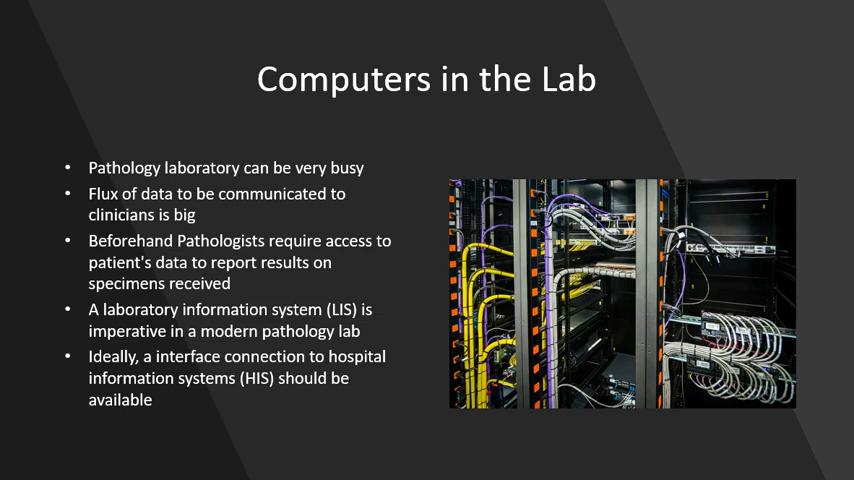 Computers in the Lab
• Pathology laboratory can be very busy
• Flux of data to be communicated to
clinicians is big
• Beforehand Pathologists require access to
patient's data to report results on
specimens received
• A laboratory information system (LIS) is
imperative in a modern pathology lab
• Ideally, a interface connection to hospital
information systems (HIS) should be
available